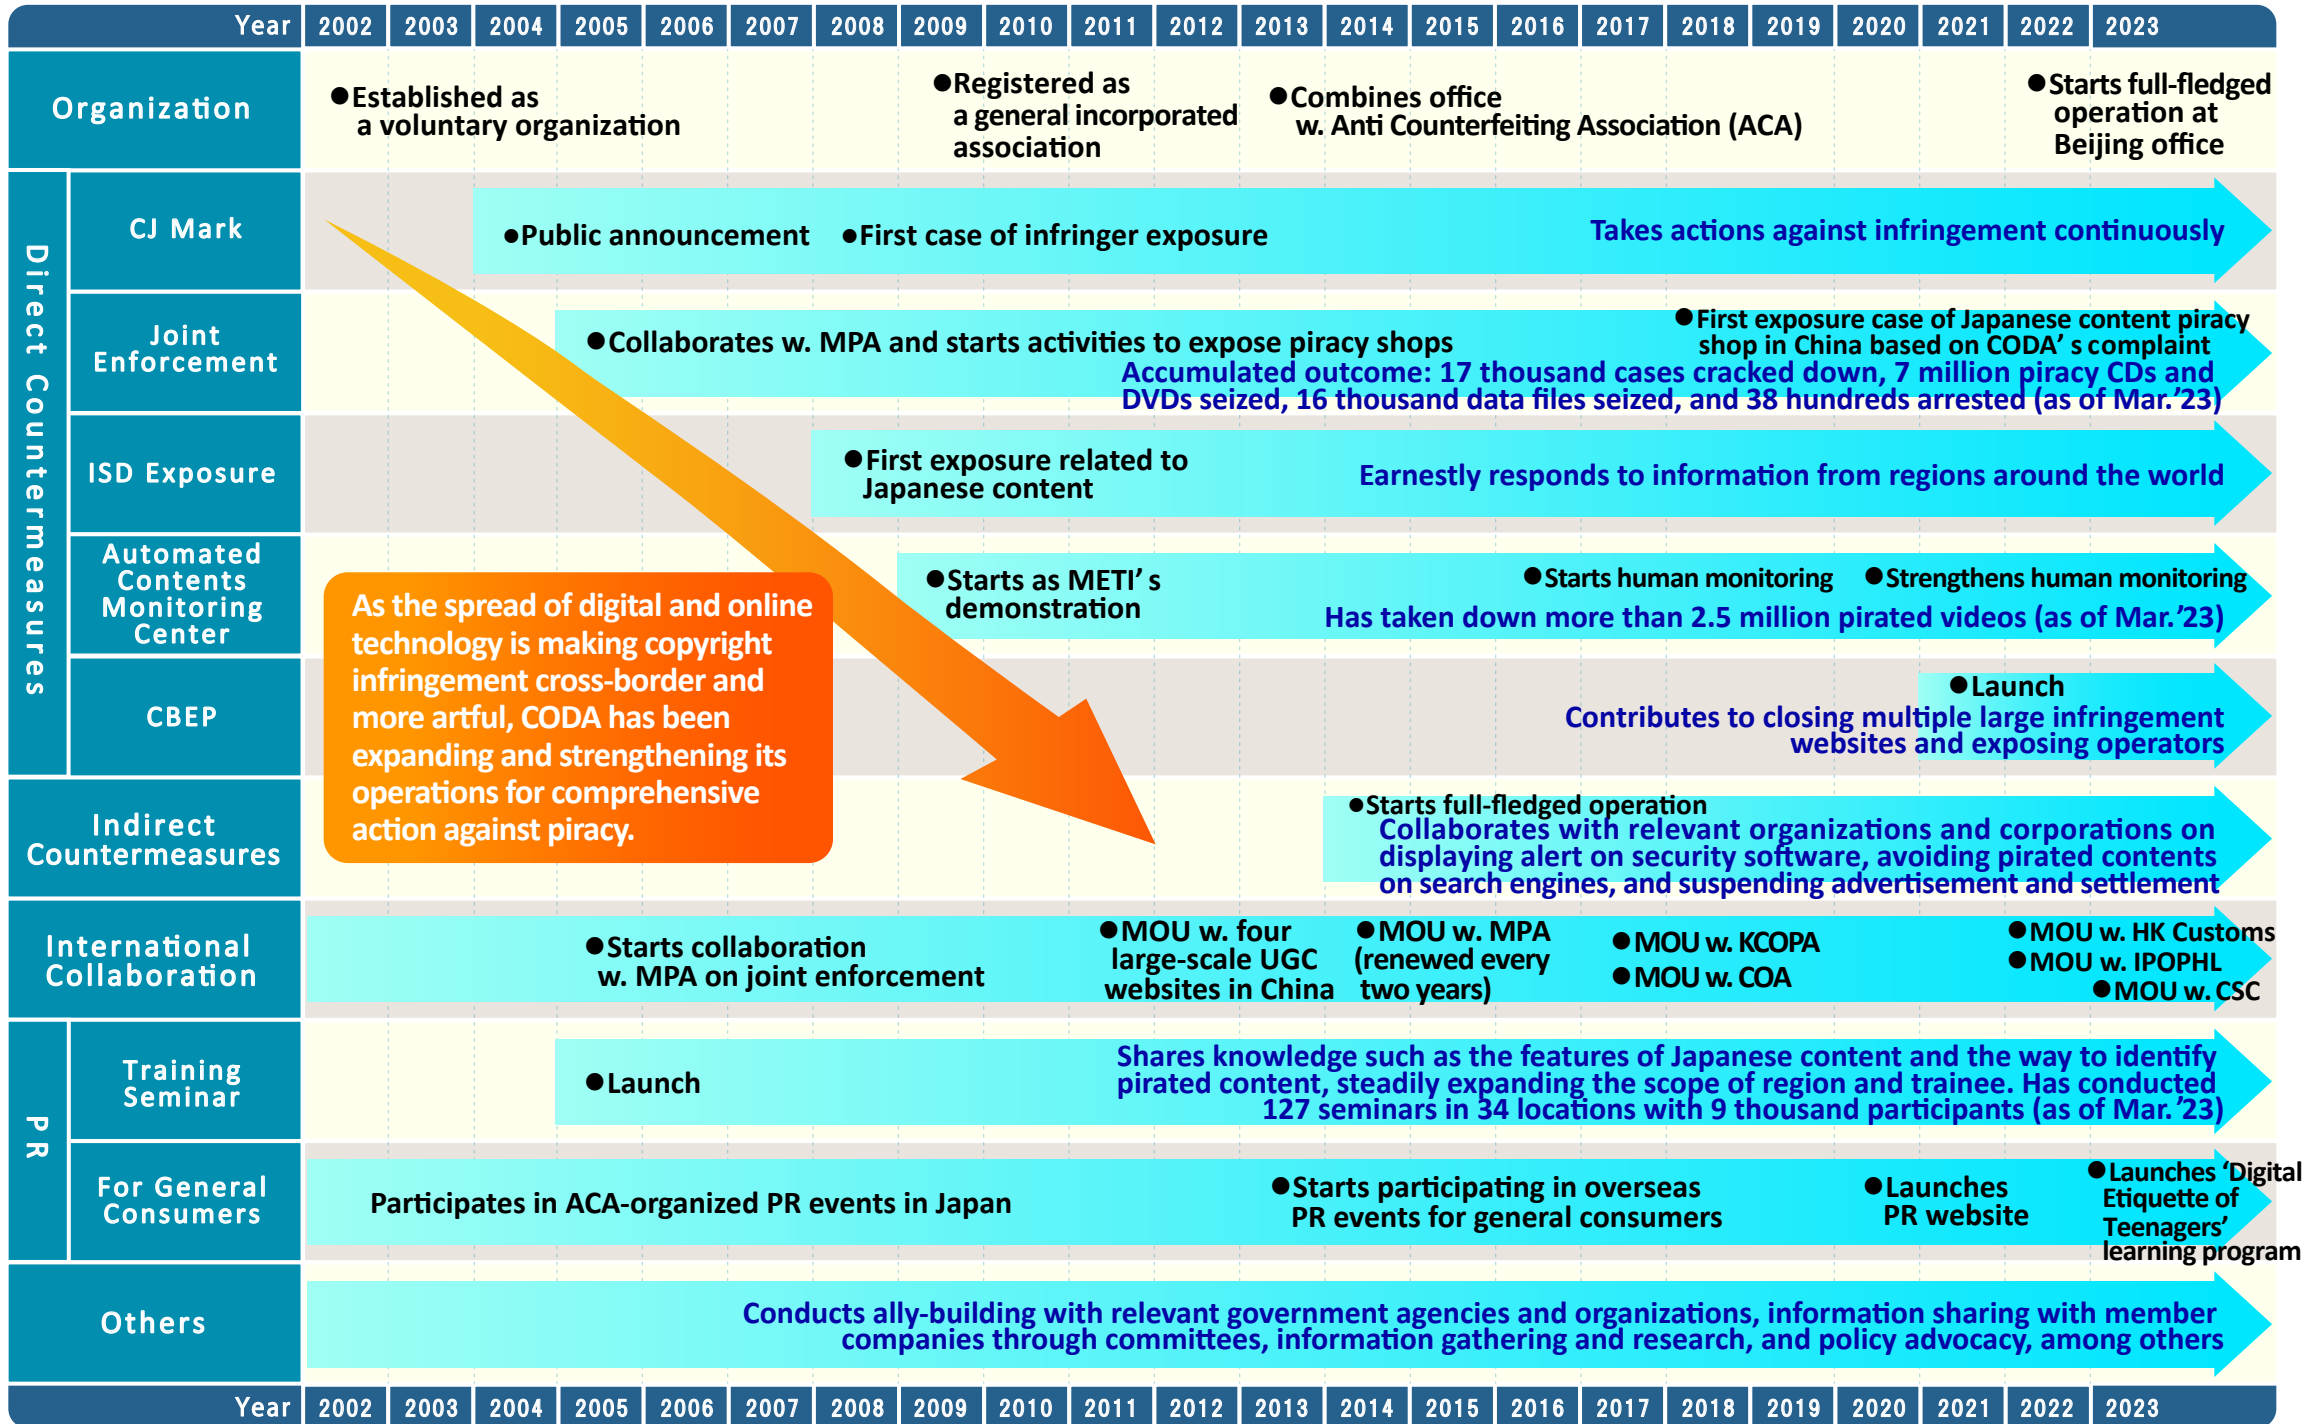 Year 2002 2003 2004 2005 2006 2007 2008 2009 2010 2011 2012 2013 2014 2015 2016 2017 2018 2019 2020 2021 2022 2023
Organization
●Established as
a voluntary organization
●Registered as
a general incorporated
association
●Combines office
w. Anti Counterfeiting Association (ACA)
●Starts full-fledged
operation at
Beijing office
Direct Countermeasures
CJ Mark
●Public announcement
●First case of infringer exposure
Takes actions against infringement continuously
Joint
Enforcement
●Collaborates w. MPA and starts activities to expose piracy shops
●First exposure case of Japanese content piracy
shop in China based on CODA’ s complaint
Accumulated outcome: 17 thousand cases cracked down, 7 million piracy CDs and
DVDs seized, 16 thousand data files seized, and 38 hundreds arrested (as of Mar.’23)
ISD Exposure
●First exposure related to
Japanese content
Earnestly responds to information from regions around the world
Automated
Contents
Monitoring
Center
●Starts as METI’ s
demonstration
●Starts human monitoring
●Strengthens human monitoring
Has taken down more than 2.5 million pirated videos (as of Mar.’23)
As the spread of digital and online
technology is making copyright
infringement cross-border and
more artful, CODA has been
expanding and strengthening its
operations for comprehensive
action against piracy.
CBEP
●Launch
Contributes to closing multiple large infringement
websites and exposing operators
Indirect
Countermeasures
●Starts full-fledged operation
Collaborates with relevant organizations and corporations on
displaying alert on security software, avoiding pirated contents
on search engines, and suspending advertisement and settlement
International
Collaboration
●Starts collaboration
w. MPA on joint enforcement
●MOU w. four
large-scale UGC
websites in China
●MOU w. MPA
(renewed every
two years)
●MOU w. KCOPA
●MOU w. COA
●MOU w. HK Customs
●MOU w. IPOPHL
●MOU w. CSC
PR
Training
Seminar
●Launch
Shares knowledge such as the features of Japanese content and the way to identify
pirated content, steadily expanding the scope of region and trainee. Has conducted
127 seminars in 34 locations with 9 thousand participants (as of Mar.’23)
For General
Consumers
Participates in ACA-organized PR events in Japan
●Starts participating in overseas
PR events for general consumers
●Launches
PR website
●Launches ‘Digital
Etiquette of
Teenagers’
learning program
Others
Conducts ally-building with relevant government agencies and organizations, information sharing with member
companies through committees, information gathering and research, and policy advocacy, among others
Year 2002 2003 2004 2005 2006 2007 2008 2009 2010 2011 2012 2013 2014 2015 2016 2017 2018 2019 2020 2021 2022 2023